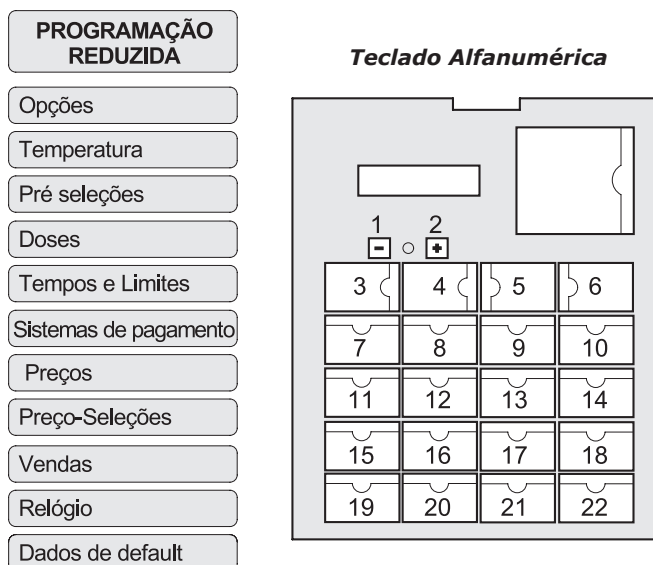 PROGRAMAÇÃO
REDUZIDA
Opções
Temperatura
Pré seleções
Doses
Tempos e Limites
Sistemas de pagamento
Preços
Preço-Seleções
Vendas
Relógio
Dados de default
Teclado Alfanumérica
1 2
- +
3 4 5 6
7 8 9 10
11 12 13 14
15 16 17 18
19 20 21 22